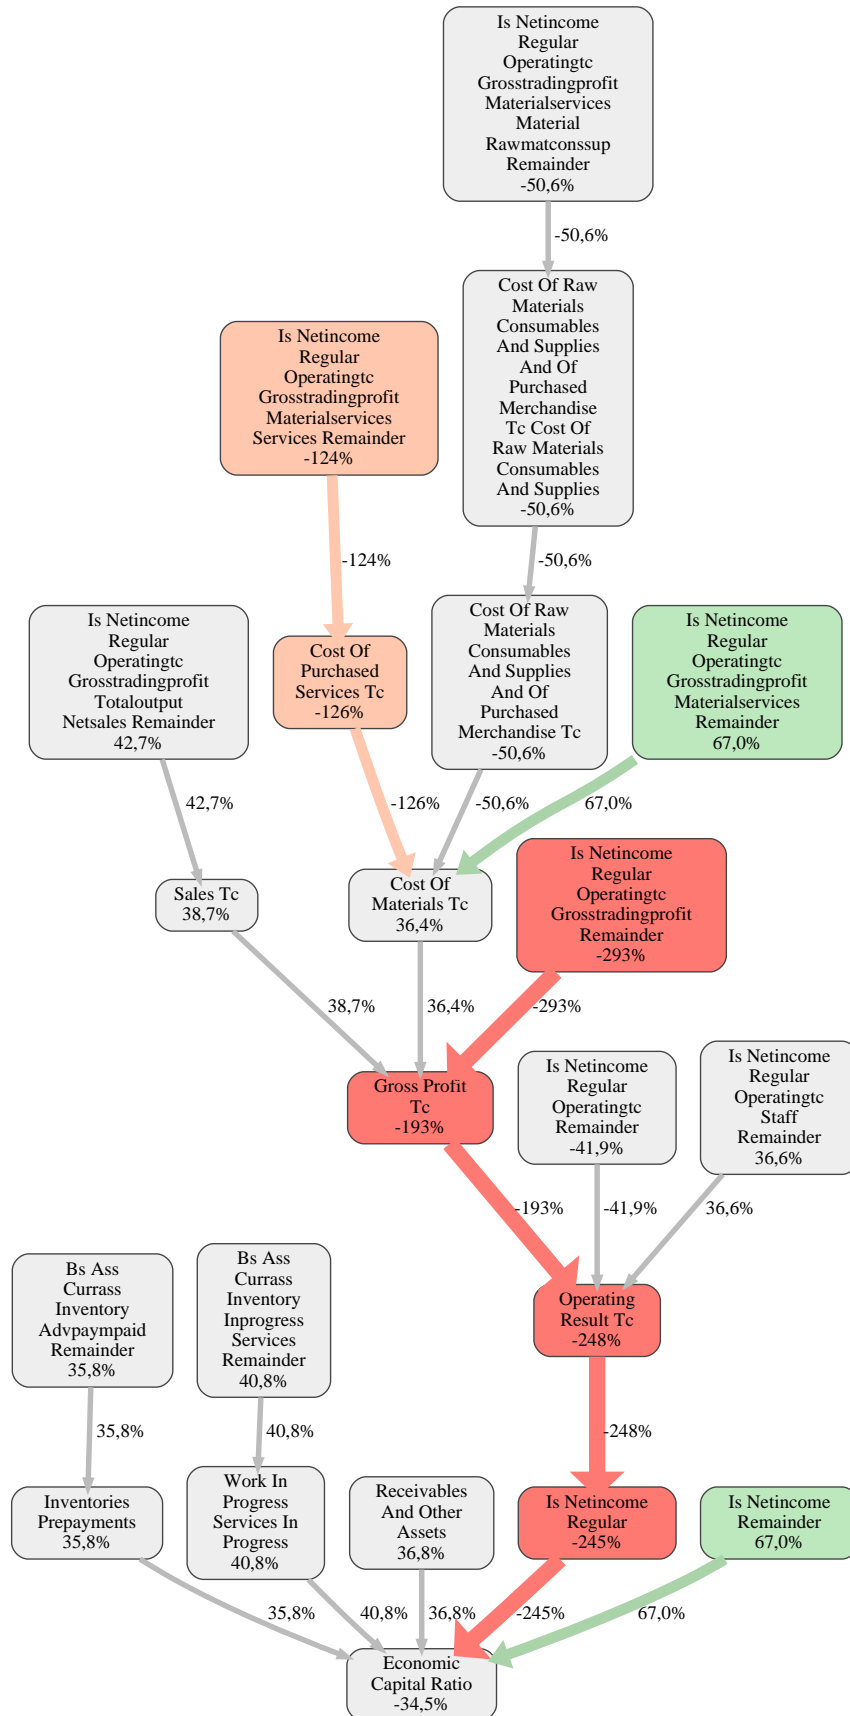 Is Netincome
Regular
Operatingtc
Grosstradingprofit
Materialservices
Material
Rawmatconssup
Remainder
-50,6%
-50,6%
Cost Of Raw
Materials
Consumables
And Supplies
And Of
Purchased
Merchandise
Tc Cost Of
Raw Materials
Consumables
And Supplies
-50,6%
Is Netincome
Regular
Operatingtc
Grosstradingprofit
Materialservices
Services Remainder
-124%
-124%
-50,6%
Is Netincome
Regular
Operatingtc
Grosstradingprofit
Totaloutput
Netsales Remainder
42,7%
Cost Of
Purchased
Services Tc
-126%
Cost Of Raw
Materials
Consumables
And Supplies
And Of
Purchased
Merchandise Tc
-50,6%
Is Netincome
Regular
Operatingtc
Grosstradingprofit
Materialservices
Remainder
67,0%
42,7%
-126%
-50,6%
67,0%
Sales Tc
38,7%
Cost Of
Materials Tc
36,4%
Is Netincome
Regular
Operatingtc
Grosstradingprofit
Remainder
-293%
38,7%
36,4%
-293%
Gross Profit
Tc
-193%
Is Netincome
Regular
Operatingtc
Remainder
-41,9%
Is Netincome
Regular
Operatingtc
Staff
Remainder
36,6%
-193%
-41,9%
36,6%
Bs Ass
Currass
Inventory
Advpaympaid
Remainder
35,8%
Bs Ass
Currass
Inventory
Inprogress
Services
Remainder
40,8%
Operating
Result Tc
-248%
35,8%
40,8%
-248%
Inventories
Prepayments
35,8%
Work In
Progress
Services In
Progress
40,8%
Receivables
And Other
Assets
36,8%
Is Netincome
Regular
-245%
Is Netincome
Remainder
67,0%
35,8%
40,8%
36,8%
-245%
67,0%
Economic
Capital Ratio
-34,5%